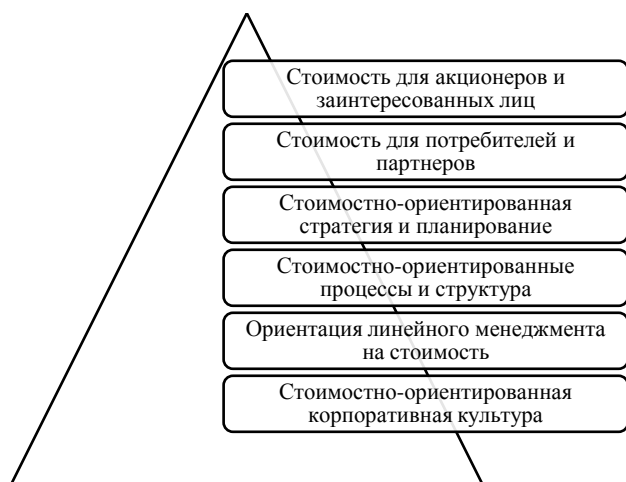 Стоимость для акционеров и
заинтересованных лиц
Стоимость для потребителей и
партнеров
Стоимостно-ориентированная
стратегия и планирование
Стоимостно-ориентированные
процессы и структура
Ориентация линейного менеджмента
на стоимость
Стоимостно-ориентированная
корпоративная культура